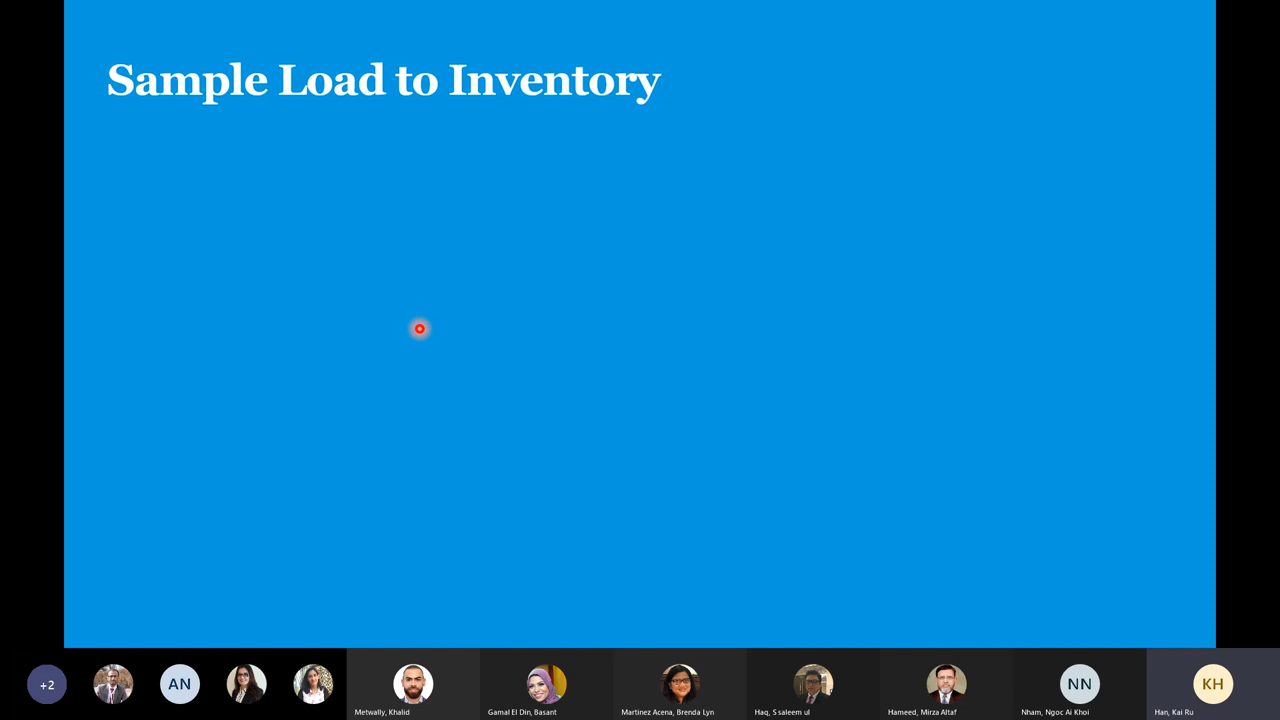 Sample Load to Inventory
+2
AN
Metwally, Khalid
Gamal El Din, Basant
Martinez Acena, Brenda Lyn
Haq, S saleem ul
Hameed, Mirza Altaf
NN
Nham, Ngoc Ai Khoi
KH
Han, Kai Ru